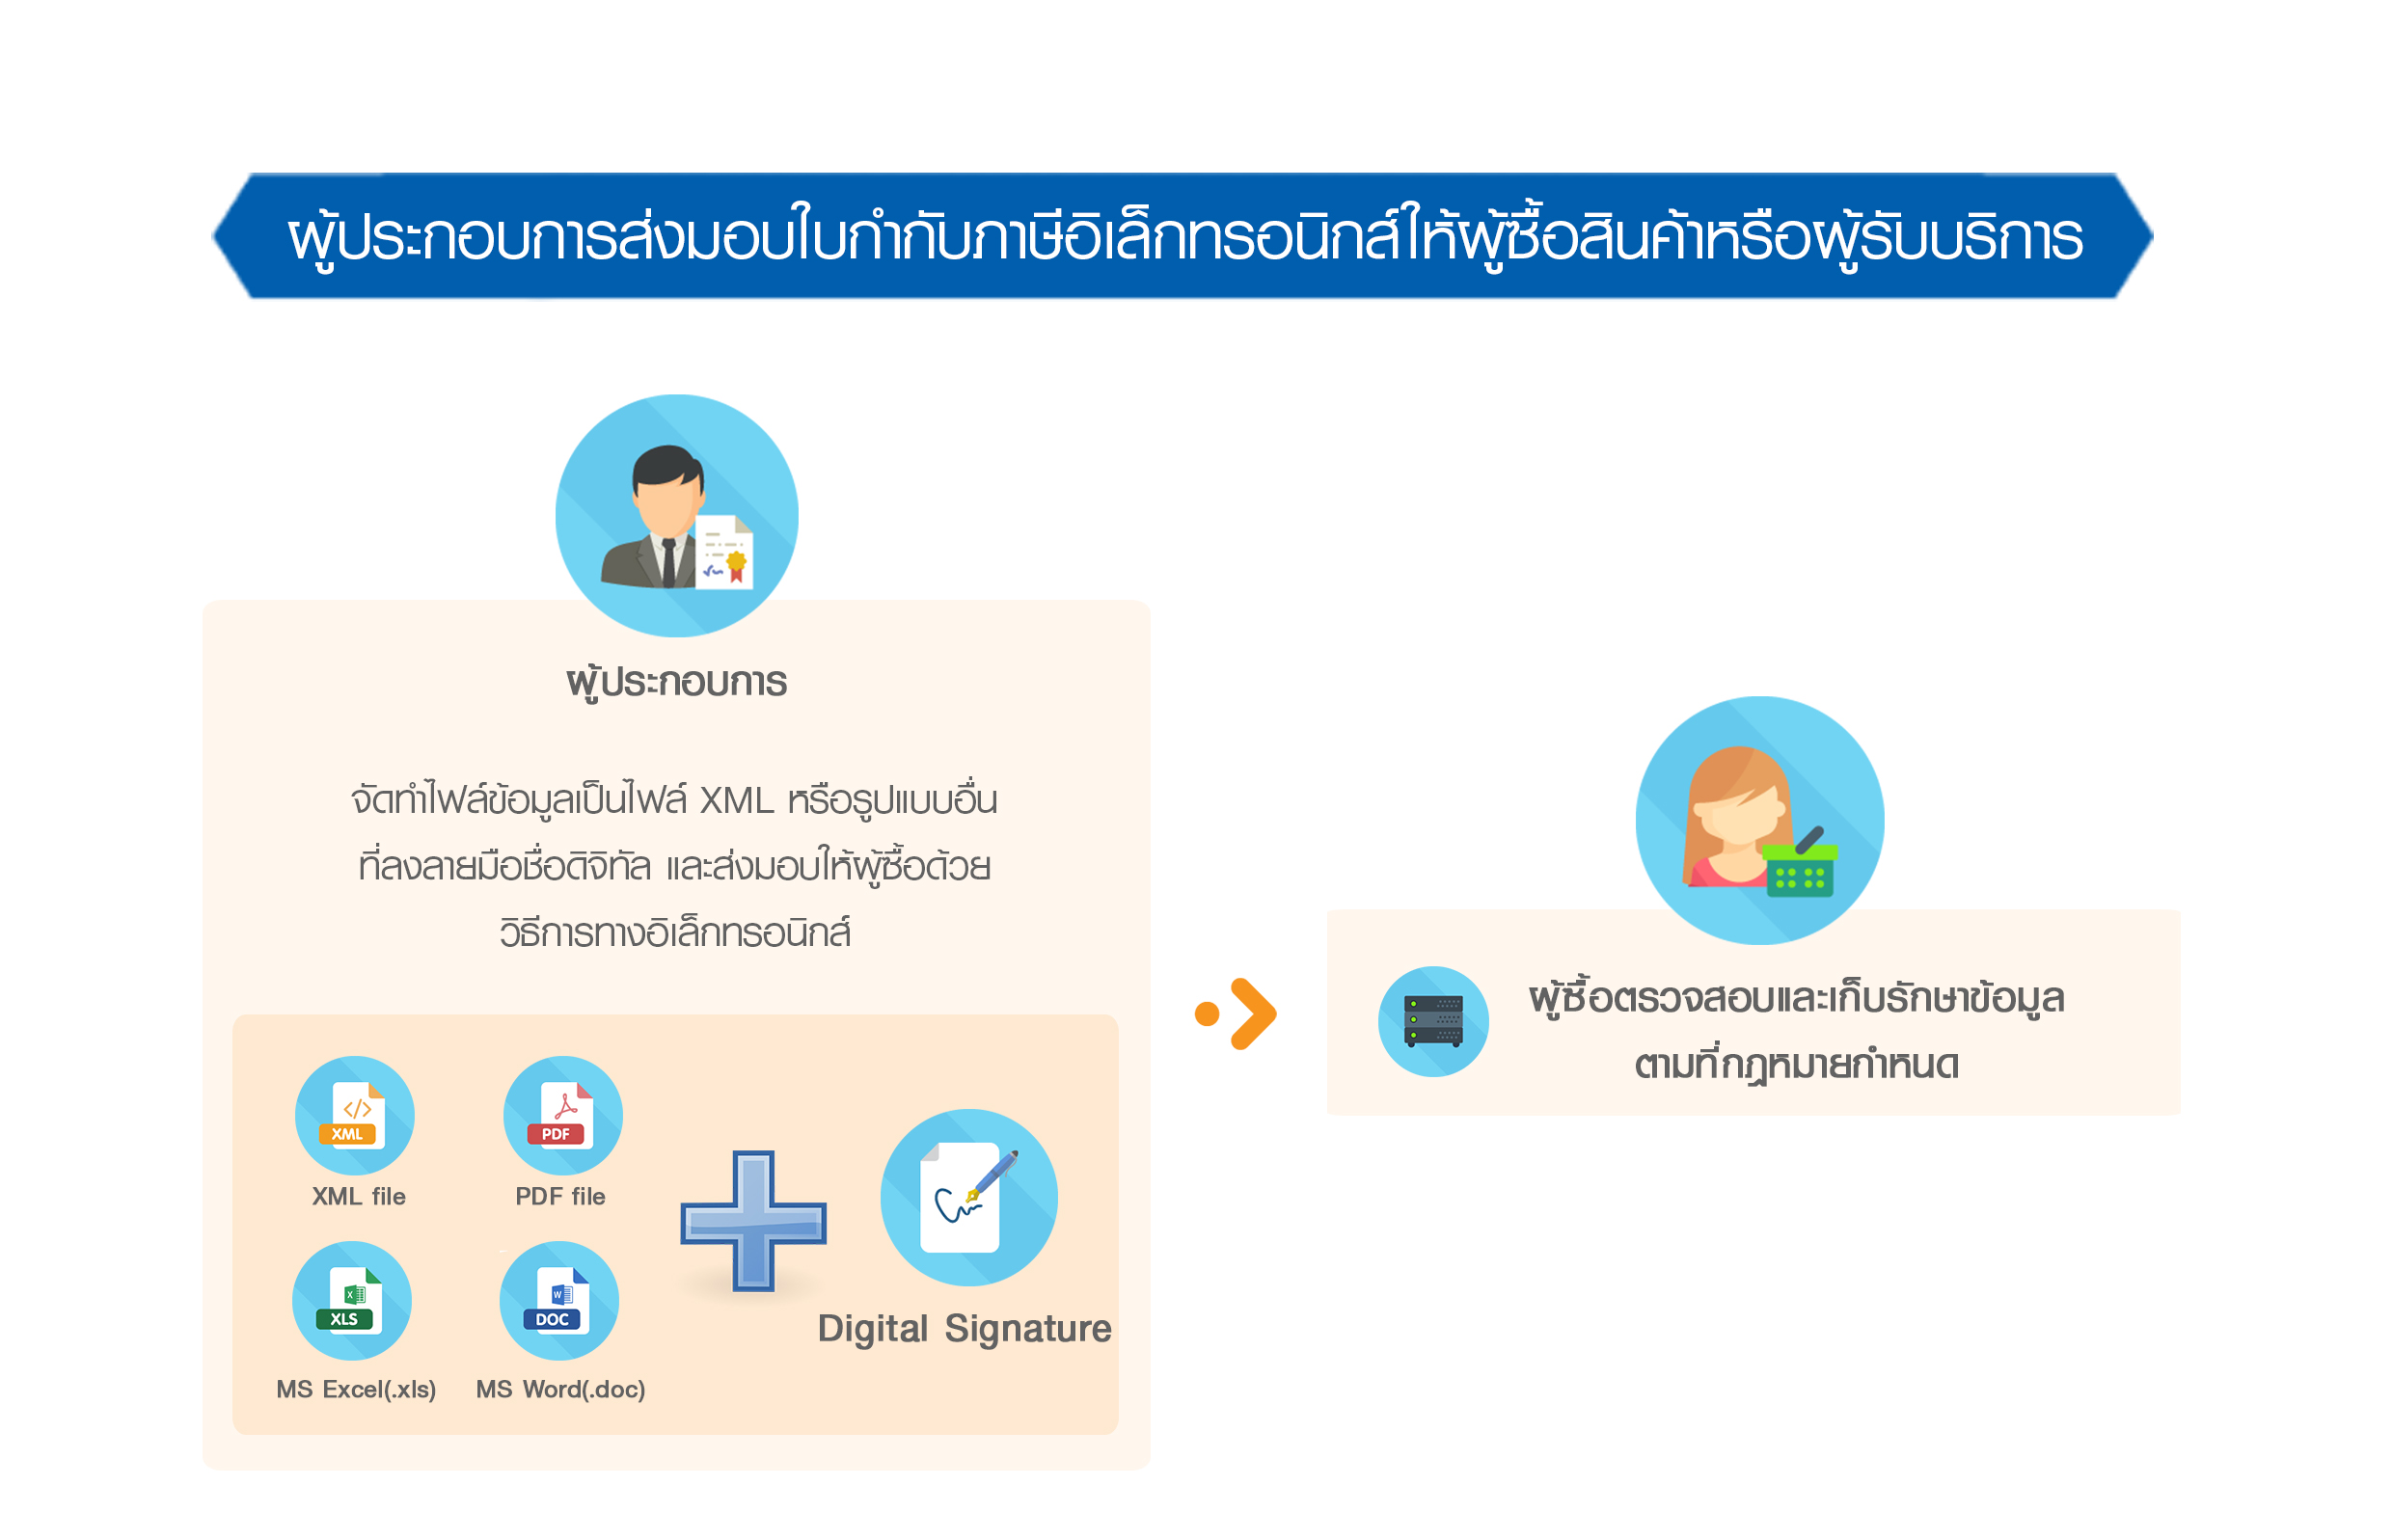 ผู้ประกอบการส่งมอบใบกำกับภาษีอิเล็กทรอนิกส์ให้ผู้ซื้อสินค้าหรือผู้รับบริการ
ผู้ประกอบการ
จัดทำไฟล์ข้อมูลเป็นไฟล์ XML หรือรูปแบบอื่น
ที่ลงลายมือชื่อดิจิทัล และส่งมอบให้ผู้ซื้อด้วย
วิธีการทางอิเล็กทรอนิกส์
XML
PDF
XML file
PDF file
XLS
DOC
MS Excel(.xls)
MS Word(.doc)
Digital Signature
ผู้ซื้อตรวจสอบและเก็บรักษาข้อมูล
ตามที่กฎหมายกำหนด